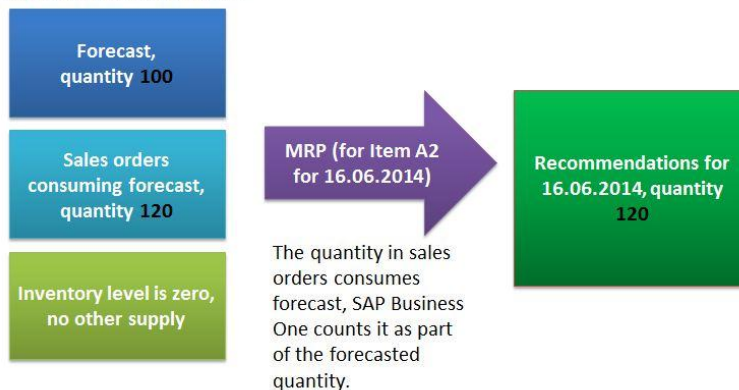 Forecast,
quantity 100
Sales orders
consuming forecast,
quantity 120
Inventory level is zero,
no other supply
MRP (for Item A2
for 16.06.2014)
The quantity in sales
orders consumes
forecast, SAP Business
One counts it as part
of the forecasted
quantity.
Recommendations for
16.06.2014, quantity
120